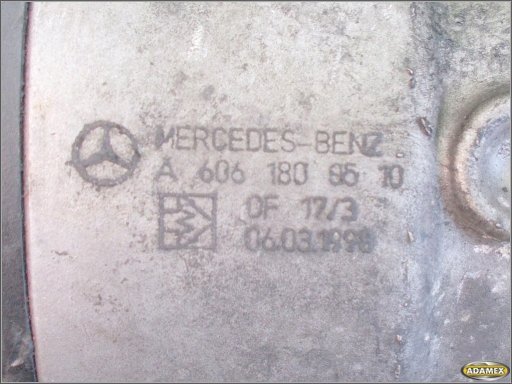 MERCEDES-BENZ
A 606 180 05 10
OF 17/3
06.03.1998
ADAMEX